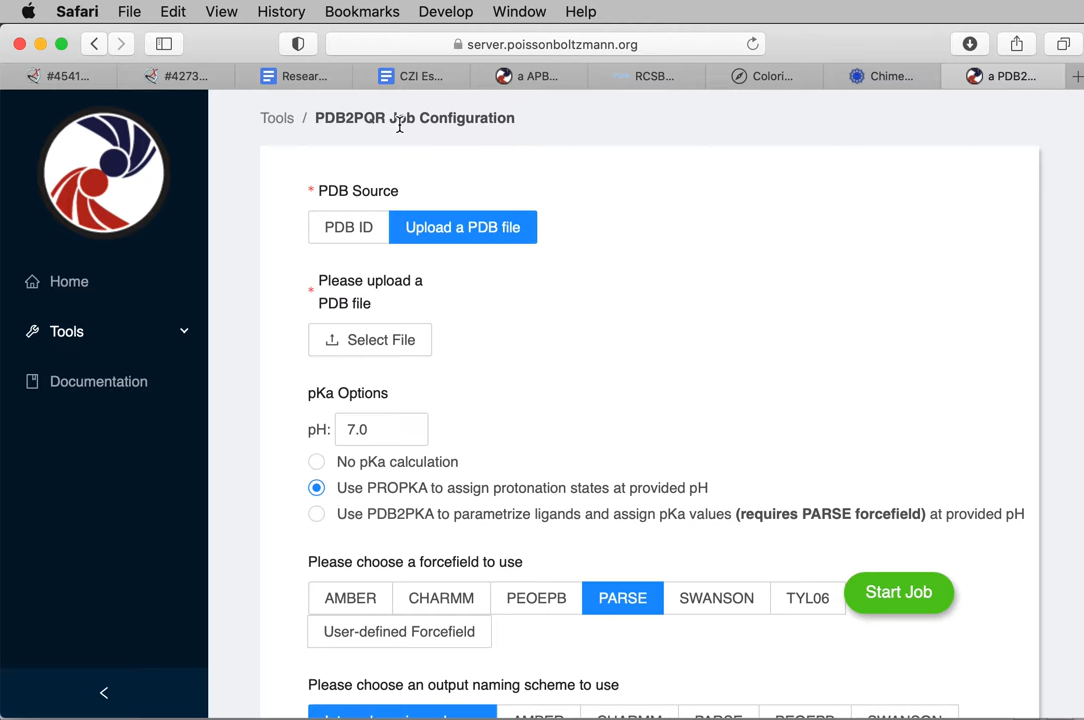 Safari File Edit View History Bookmarks Develop Window Help
server.poissonboltzmann.org
#4541... #4273... Resear... CZI Es... a APB... RCSB... Colori... Chime... a PDB2...
Tools / PDB2PQR Job Configuration
* PDB Source
PDB ID Upload a PDB file
Home
* Please upload a
PDB file
Tools
Select File
Documentation
pKa Options
pH: 7.0
No pKa calculation
Use PROPKA to assign protonation states at provided pH
Use PDB2PKA to parametrize ligands and assign pKa values (requires PARSE forcefield) at provided pH
Please choose a forcefield to use
AMBER CHARMM PEOEPB PARSE SWANSON TYL06 Start Job
User-defined Forcefield
Please choose an output naming scheme to use
AMBER CHARMM PARSE PEOEPB SWANSON